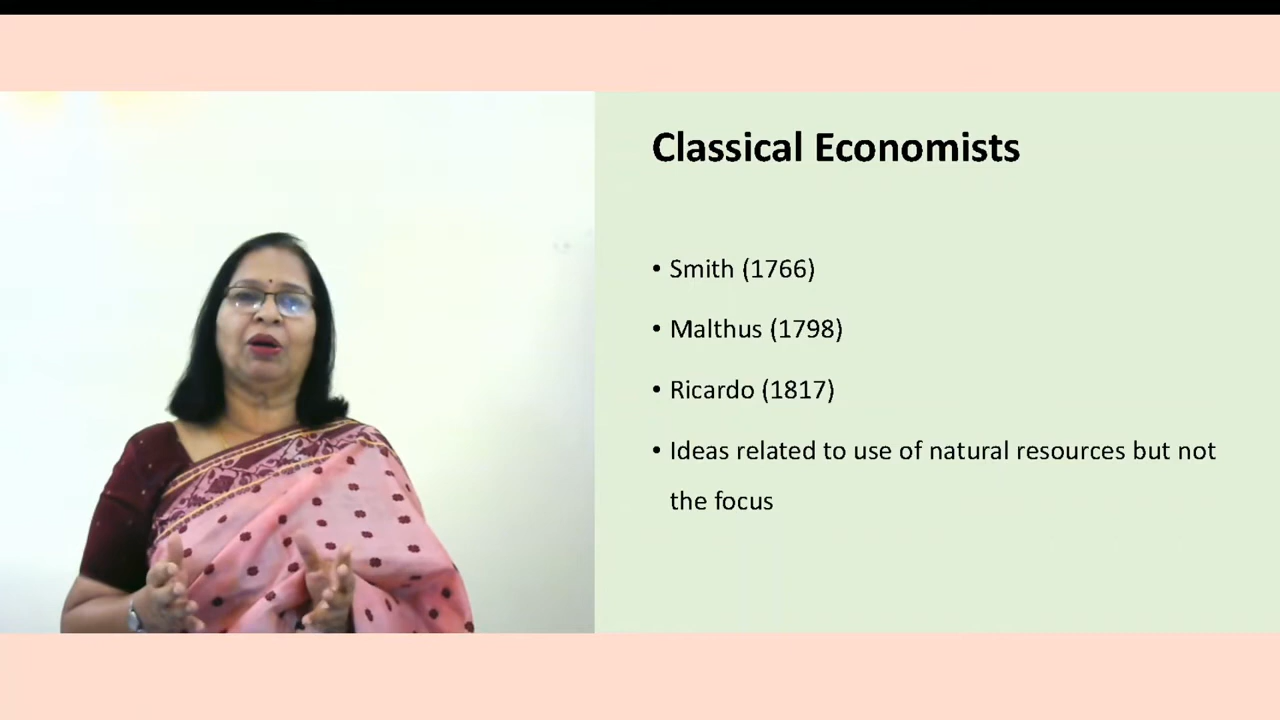 Classical Economists
• Smith (1766)
• Malthus (1798)
• Ricardo (1817)
• Ideas related to use of natural resources but not
the focus